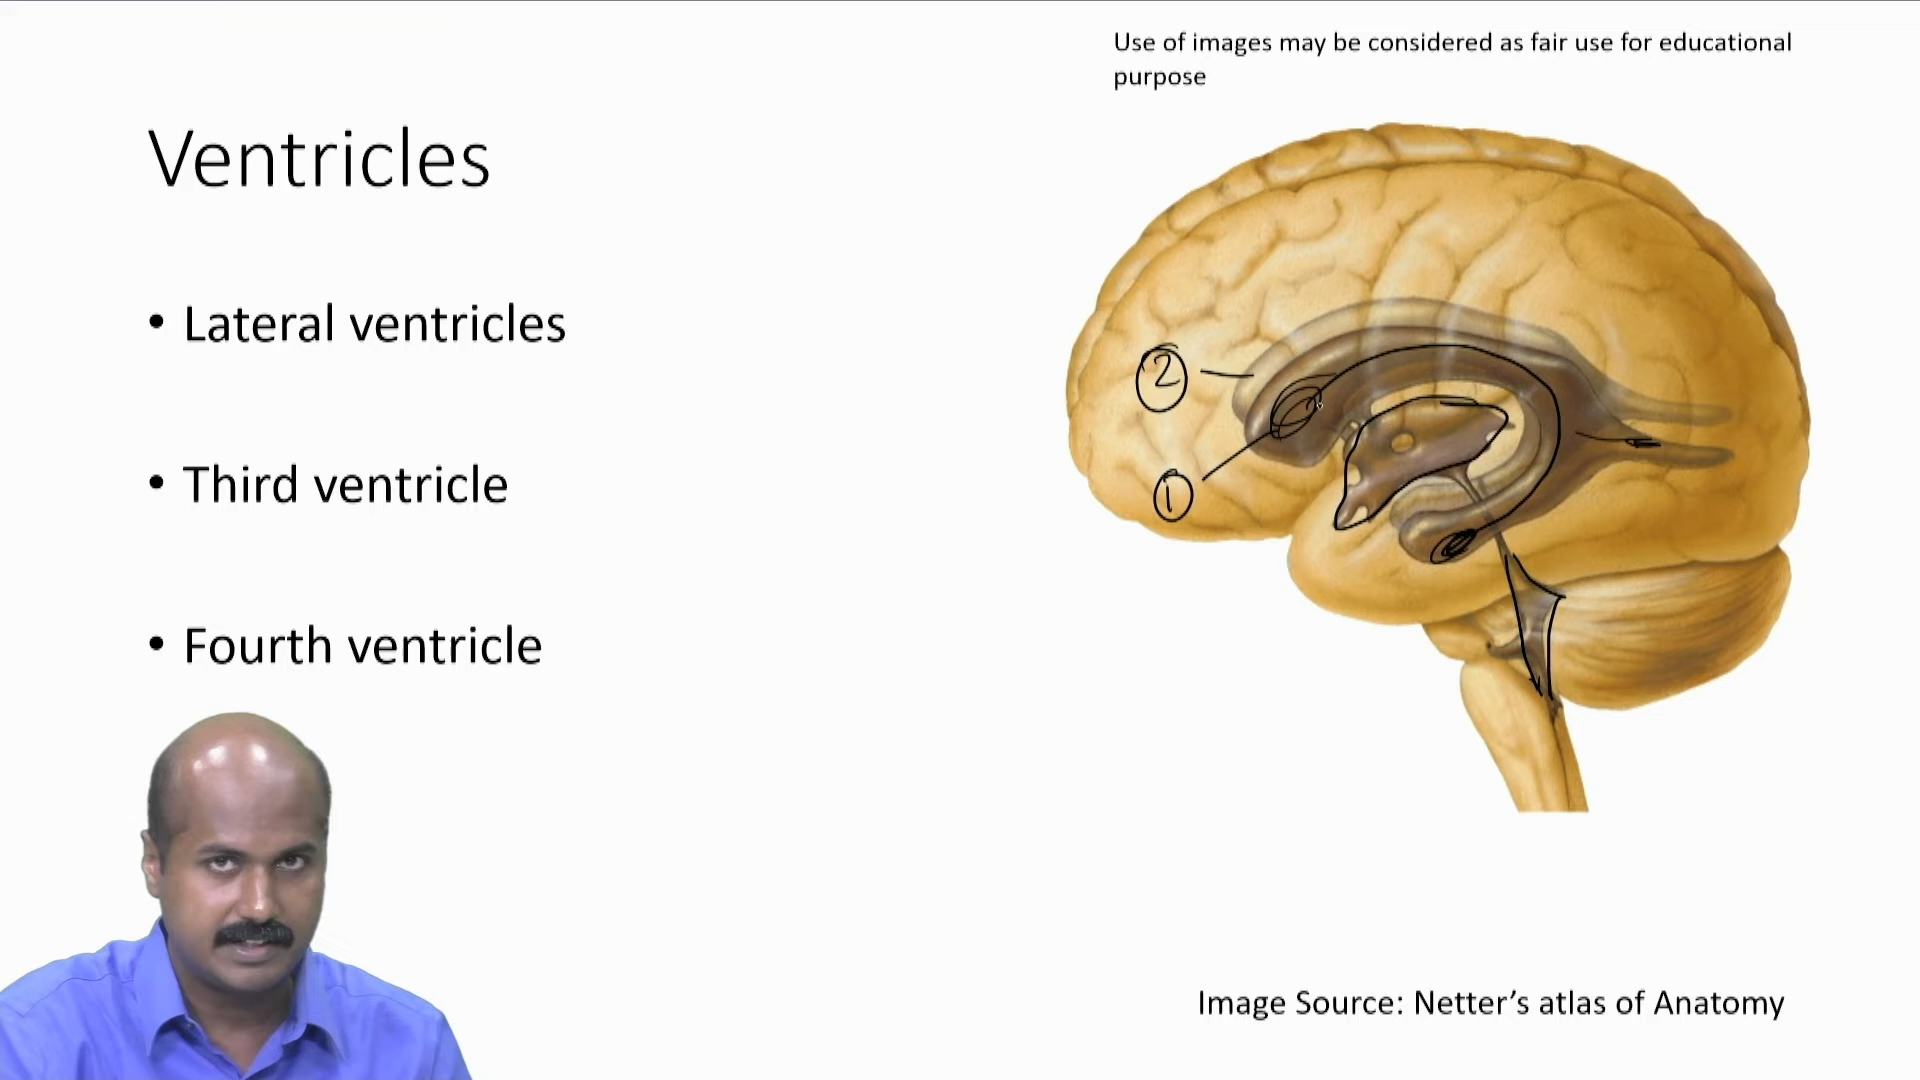 Use of images may be considered as fair use for educational
purpose
Ventricles
• Lateral ventricles
• Third ventricle
• Fourth ventricle
2
1
Image Source: Netter’s atlas of Anatomy